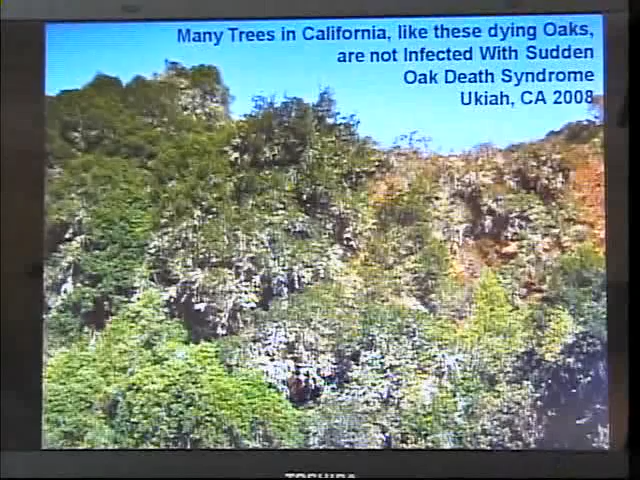 Many Trees in California, like these dying Oaks,
are not Infected With Sudden
Oak Death Syndrome
Ukiah, CA 2008
TOSHIBA